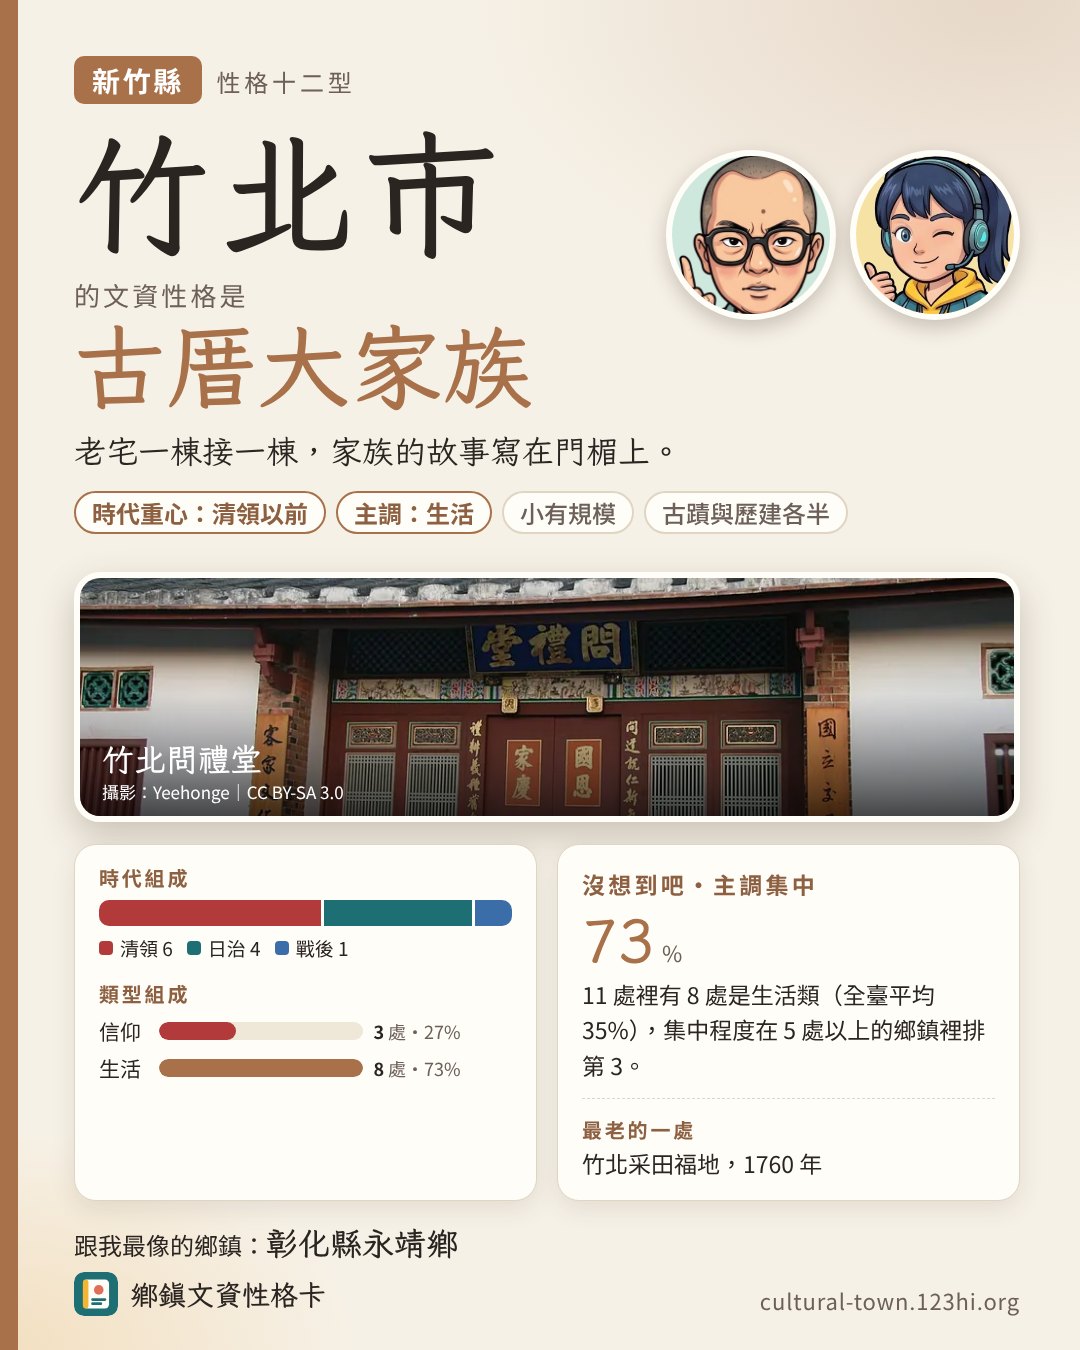 新竹縣 性格十二型
竹北市
的文資性格是
古厝大家族
老宅一棟接一棟，家族的故事寫在門楣上。
時代重心：清領以前 主調：生活 小有規模 古蹟與歷建各半
堂禮問
家慶 國恩
竹北問禮堂
攝影：Yeehonge｜CC BY-SA 3.0
時代組成
清領 6 日治 4 戰後 1
類型組成
信仰 3 處・27%
生活 8 處・73%
沒想到吧・主調集中
73 %
11 處裡有 8 處是生活類（全臺平均
35%），集中程度在 5 處以上的鄉鎮裡排
第 3。
最老的一處
竹北采田福地，1760 年
跟我最像的鄉鎮：彰化縣永靖鄉
鄉鎮文資性格卡
cultural-town.123hi.org